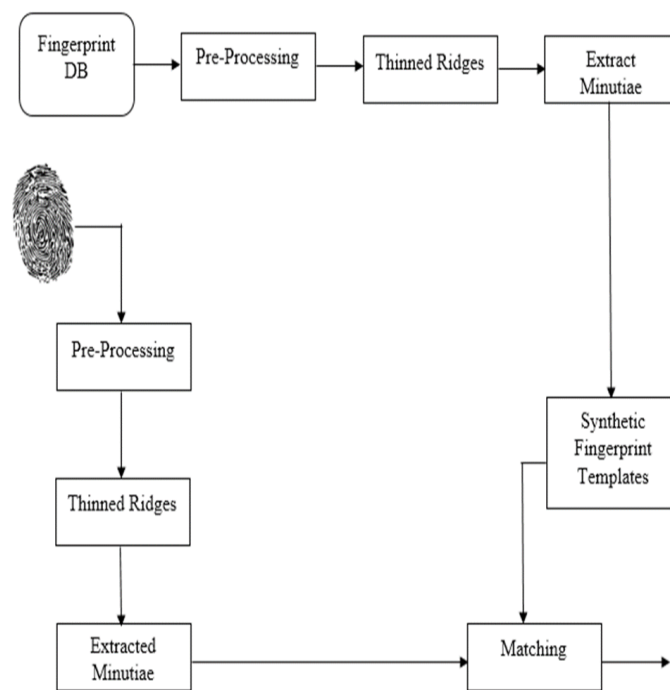 Fingerprint
DB
Pre-Processing
Thinned Ridges
Extract
Minutiae
Pre-Processing
Thinned Ridges
Extracted
Minutiae
Synthetic
Fingerprint
Templates
Matching